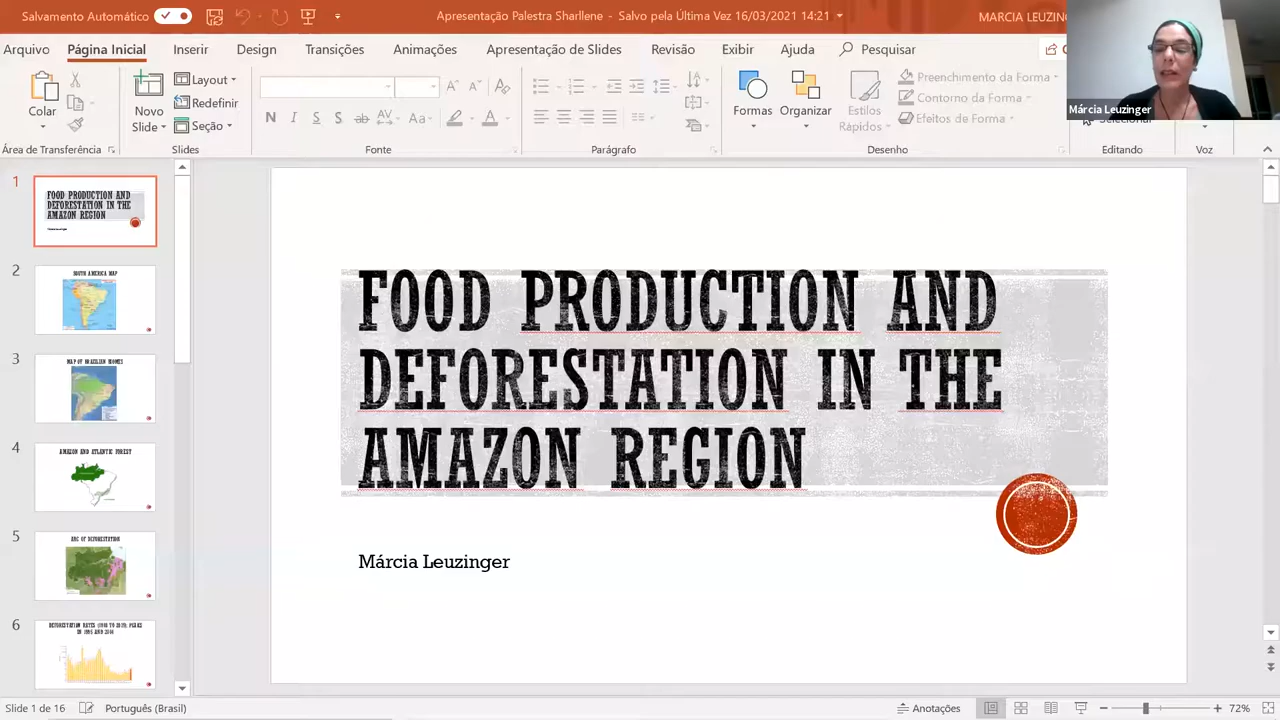 Salvamento Automático
Apresentação Palestra Sharllene - Salvo pela Última Vez 16/03/2021 14:21
MARCIA LEUZING
Arquivo
Página Inicial
Inserir
Design
Transições
Animações
Apresentação de Slides
Revisão
Exibir
Ajuda
Pesquisar
Colar
Novo
Slide
Layout
Redefinir
Seção
N I S S ab AV Aa A
Formas
Organizar
Estilos
Rápidos
Preenchimento da Forma
Contorno da Forma
Efeitos de Forma
Selecionar
Márcia Leuzinger
Área de Transferência
Slides
Fonte
Parágrafo
Desenho
Editando
Voz
1
FOOD PRODUCTION AND
DEFORESTATION IN THE
AMAZON REGION
2
SOUTH AMERICA MAP
3
MAP OF BRAZILIAN BIOMES
4
AMAZON AND ATLANTIC FOREST
5
ARC OF DEFORESTATION
6
FOOD PRODUCTION AND
DEFORESTATION IN THE
AMAZON REGION
Márcia Leuzinger
Slide 1 de 16
Português (Brasil)
Anotações
72%